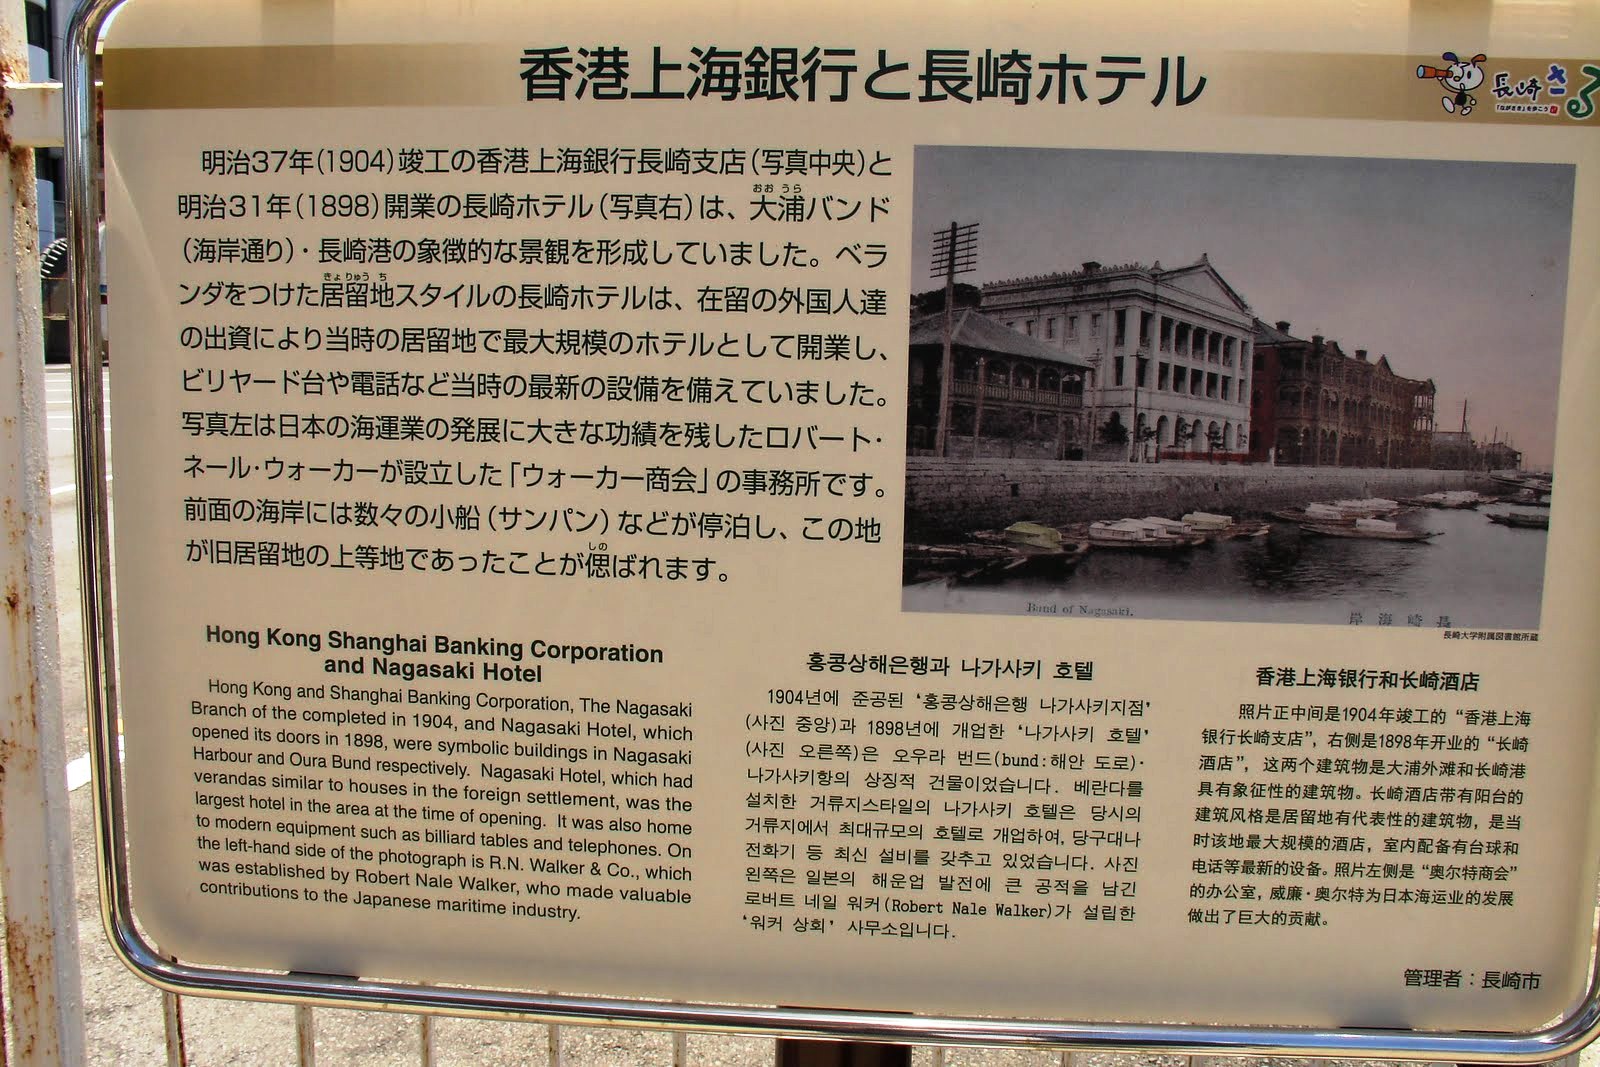 香港上海銀行と長崎ホテル
長崎さるく
「ながさき」を歩こう
明治37年(1904)竣工の香港上海銀行長崎支店(写真中央)と
明治31年(1898)開業の長崎ホテル(写真右)は、大浦バンド
(海岸通り)・長崎港の象徴的な景観を形成していました。ベラ
ンダをつけた居留地スタイルの長崎ホテルは、在留の外国人達
の出資により当時の居留地で最大規模のホテルとして開業し、
ビリヤード台や電話など当時の最新の設備を備えていました。
写真左は日本の海運業の発展に大きな功績を残したロバート・
ネール・ウォーカーが設立した「ウォーカー商会」の事務所です。
前面の海岸には数々の小船(サンパン)などが停泊し、この地
が旧居留地の上等地であったことが偲ばれます。
Band of Nagasaki.
岸海崎長
長崎大学附属図書館所蔵
Hong Kong Shanghai Banking Corporation
and Nagasaki Hotel
Hong Kong and Shanghai Banking Corporation, The Nagasaki
Branch of the completed in 1904, and Nagasaki Hotel, which
opened its doors in 1898, were symbolic buildings in Nagasaki
Harbour and Oura Bund respectively. Nagasaki Hotel, which had
verandas similar to houses in the foreign settlement, was the
largest hotel in the area at the time of opening. It was also home
to modern equipment such as billiard tables and telephones. On
the left-hand side of the photograph is R.N. Walker & Co., which
was established by Robert Nale Walker, who made valuable
contributions to the Japanese maritime industry.
홍콩상해은행과 나가사키 호텔
1904년에 준공된 '홍콩상해은행 나가사키지점'
(사진 중앙)과 1898년에 개업한 '나가사키 호텔'
(사진 오른쪽)은 오우라 번드(bund:해안 도로)·
나가사키항의 상징적 건물이었습니다. 베란다를
설치한 거류지스타일의 나가사키 호텔은 당시의
거류지에서 최대규모의 호텔로 개업하여, 당구대나
전화기 등 최신 설비를 갖추고 있었습니다. 사진
왼쪽은 일본의 해운업 발전에 큰 공적을 남긴
로버트 네일 워커(Robert Nale Walker)가 설립한
'워커 상회' 사무소입니다.
香港上海银行和长崎酒店
照片正中间是1904年竣工的“香港上海
银行长崎支店”，右侧是1898年开业的“长崎
酒店”，这两个建筑物是大浦外滩和长崎港
具有象征性的建筑物。长崎酒店带有阳台的
建筑风格是居留地有代表性的建筑物，是当
时该地最大规模的酒店，室内配备有台球和
电话等最新的设备。照片左侧是“奥尔特商会”
的办公室，威廉·奥尔特为日本海运业的发展
做出了巨大的贡献。
管理者：長崎市